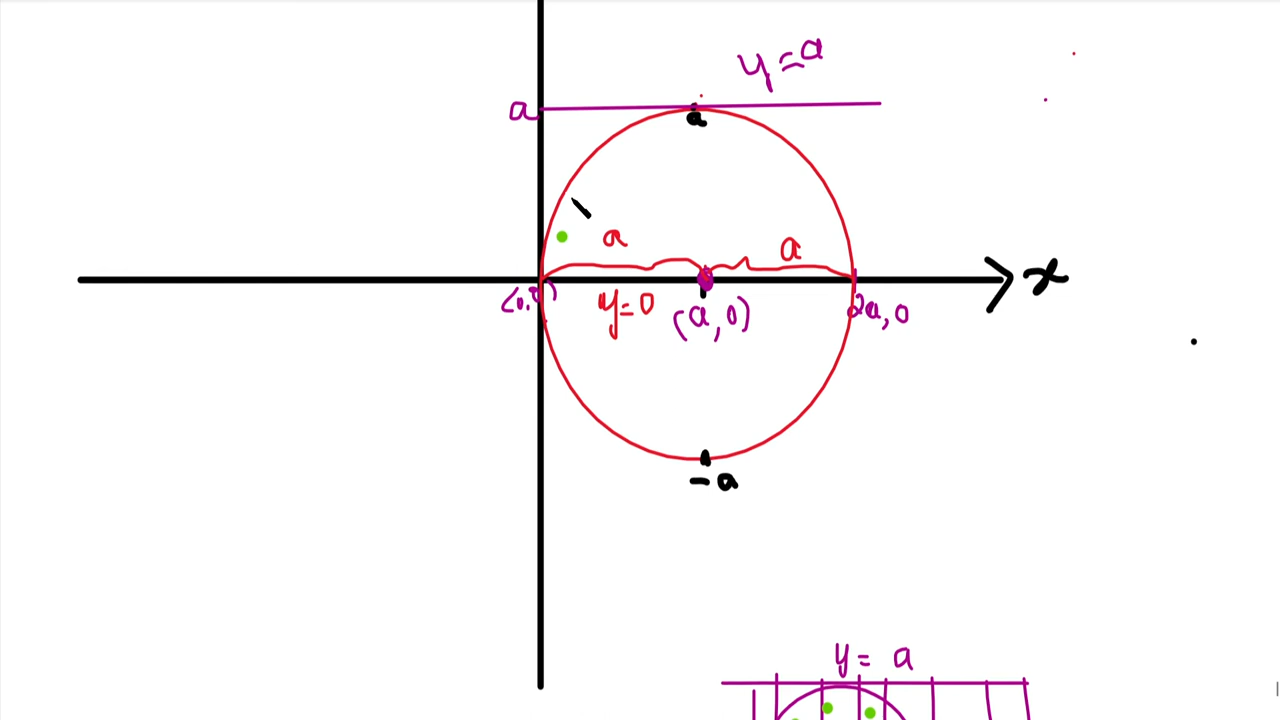 y=a
a
a
a
a
(0,0)
y=0
(a,0)
2a,0
x
-a
y= a